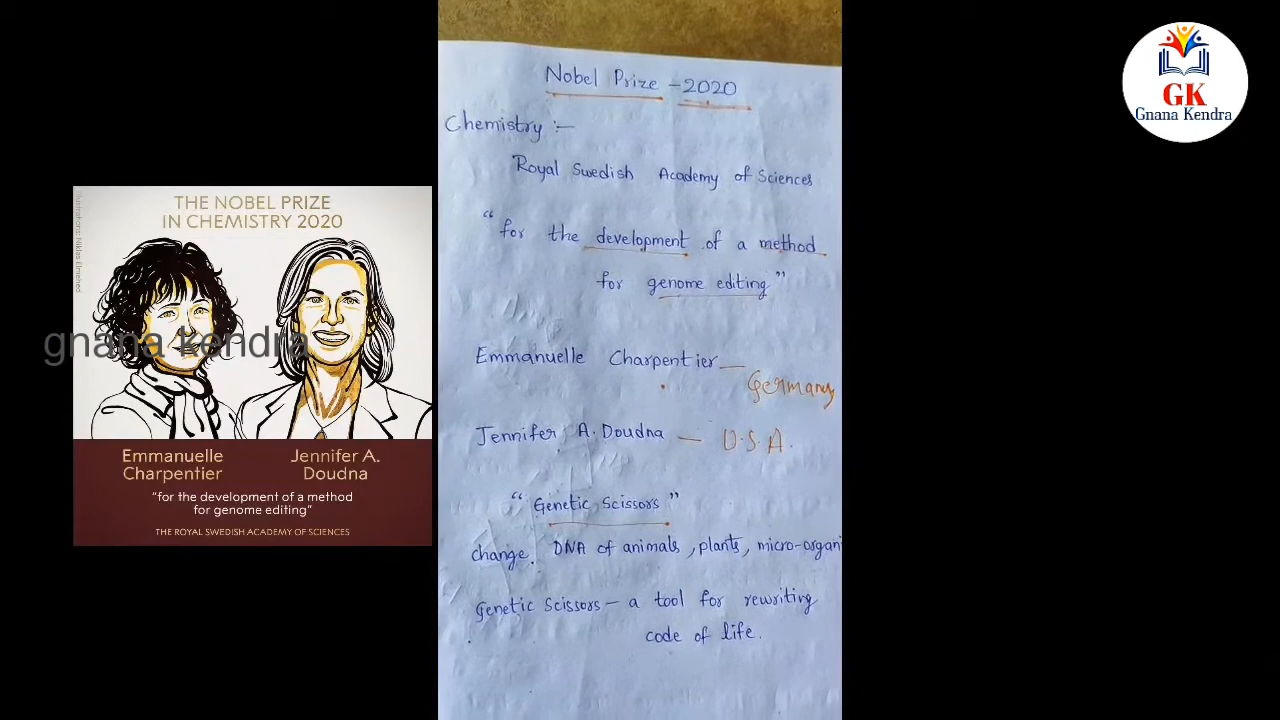 GK
Gnana Kendra
THE NOBEL PRIZE
IN CHEMISTRY 2020
Illustrations: Niklas Elmehed
gnana kendra
Emmanuelle
Charpentier
Jennifer A.
Doudna
"for the development of a method
for genome editing"
THE ROYAL SWEDISH ACADEMY OF SCIENCES
Nobel Prize - 2020
Chemistry :-
Royal Swedish Academy of Sciences
"for the development of a method
for genome editing"
Emmanuelle Charpentier — Germany
Jennifer A. Doudna — U.S.A.
"Genetic Scissors"
change. DNA of animals, plants, micro-organi
Genetic Scissors - a tool for rewriting
code of life.